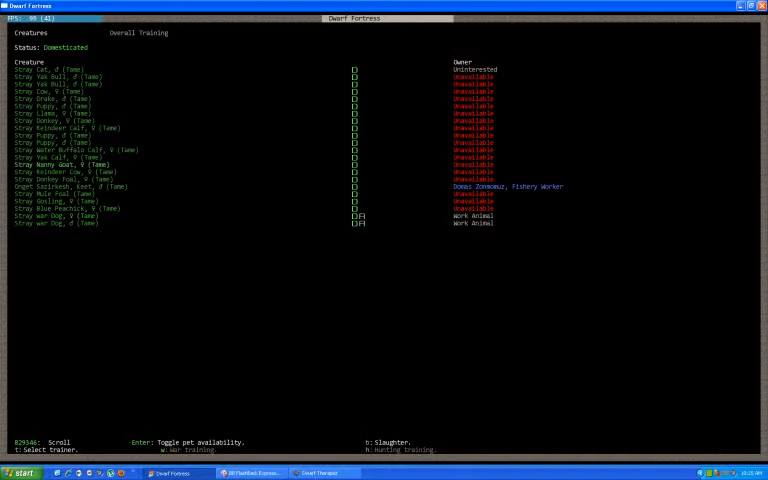 Dwarf Fortress
FPS: 99 (41) Dwarf Fortress
Creatures Overall Training
Status: Domesticated
Creature Owner
Stray Cat, ♂ (Tame) D Uninterested
Stray Yak Bull, ♂ (Tame) D Unavailable
Stray Yak Bull, ♂ (Tame) D Unavailable
Stray Cow, ♀ (Tame) D Unavailable
Stray Drake, ♂ (Tame) D Unavailable
Stray Puppy, ♂ (Tame) D Unavailable
Stray Llama, ♀ (Tame) D Unavailable
Stray Donkey, ♀ (Tame) D Unavailable
Stray Reindeer Calf, ♀ (Tame) D Unavailable
Stray Puppy, ♂ (Tame) D Unavailable
Stray Puppy, ♂ (Tame) D Unavailable
Stray Water Buffalo Calf, ♀ (Tame) D Unavailable
Stray Yak Calf, ♀ (Tame) D Unavailable
Stray Nanny Goat, ♀ (Tame) D Unavailable
Stray Reindeer Cow, ♀ (Tame) D Unavailable
Stray Donkey Foal, ♀ (Tame) D Unavailable
Onget Smirkesh, Keet, ♂ (Tame) D Domas Zonmomuz, Fishery Worker
Stray Mule Foal (Tame) D Unavailable
Stray Gosling, ♀ (Tame) D Unavailable
Stray Blue Peachick, ♀ (Tame) D Unavailable
Stray war Dog, ♀ (Tame) DA Work Animal
Stray war Dog, ♂ (Tame) DA Work Animal
829346: Scroll Enter: Toggle pet availability. b: Slaughter.
t: Select trainer. w: War training. h: Hunting training.
start Dwarf Fortress Dwarf Therapist 10:25 AM